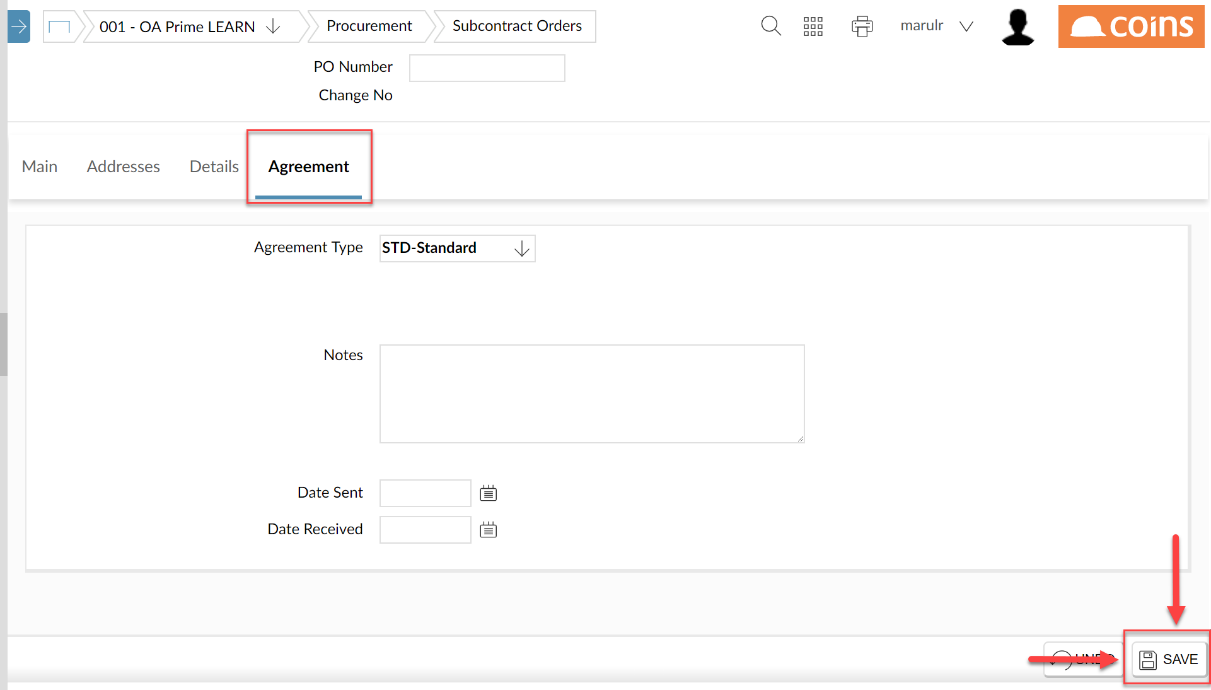 001 - OA Prime LEARN
Procurement
Subcontract Orders
marulr
coins
PO Number
Change No
Main
Addresses
Details
Agreement
Agreement Type
STD-Standard
Notes
Date Sent
Date Received
UNDO
SAVE